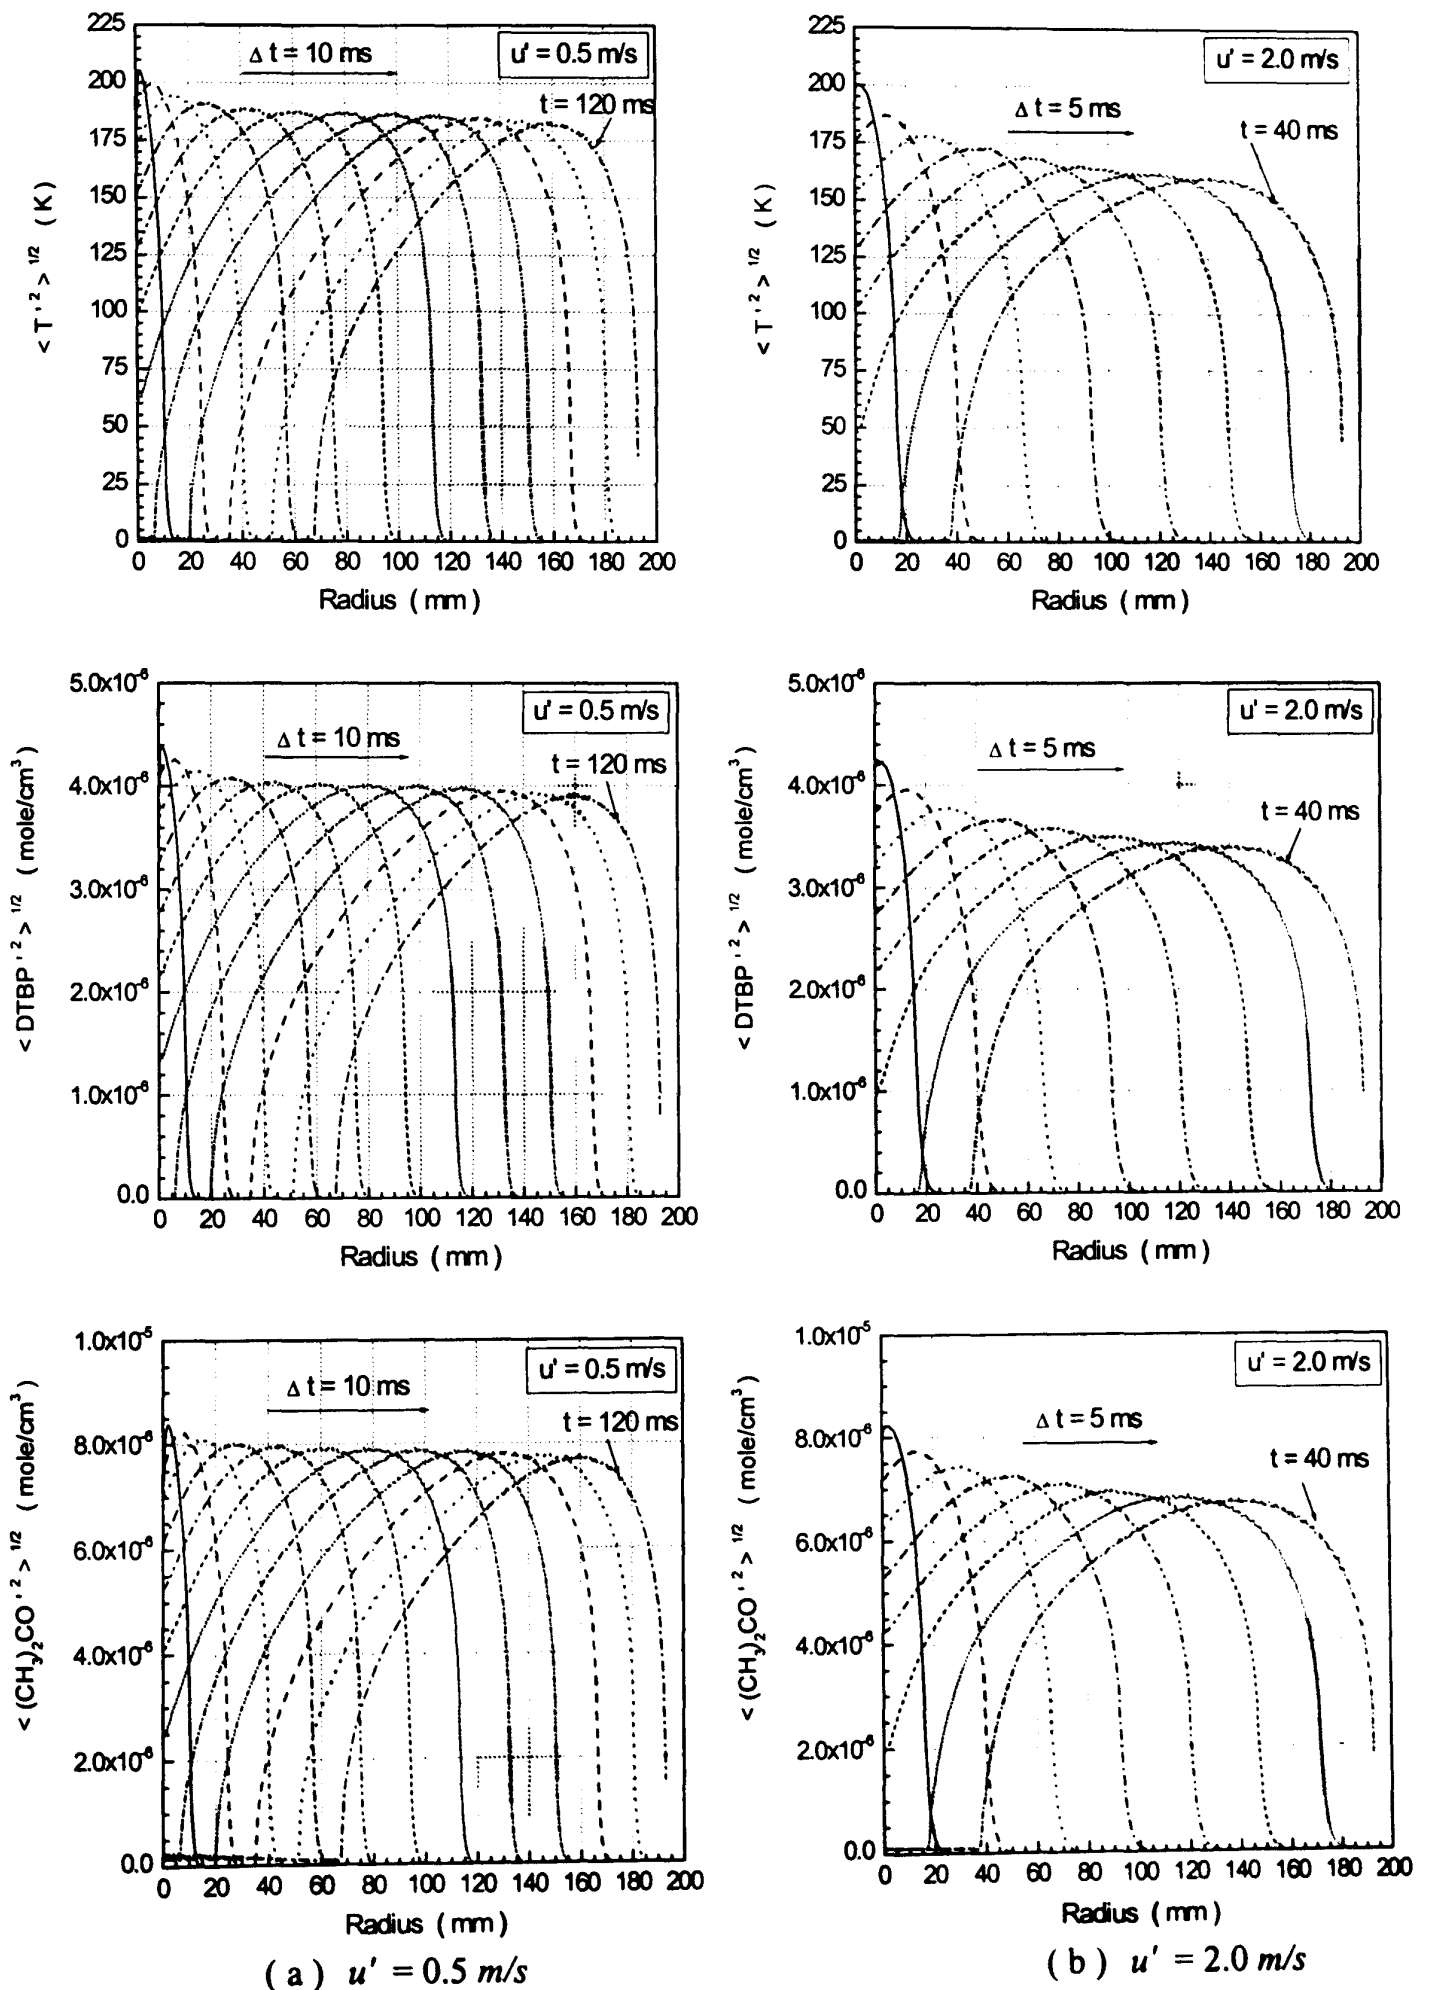 225
200
175
150
125
100
75
50
25
0
< T ' ² > ¹/² ( K )
Δ t = 10 ms
u' = 0.5 m/s
t = 120 ms
0 20 40 60 80 100 120 140 160 180 200
Radius ( mm )
225
200
175
150
125
100
75
50
25
0
< T ' ² > ¹/² ( K )
u' = 2.0 m/s
Δ t = 5 ms
t = 40 ms
0 20 40 60 80 100 120 140 160 180 200
Radius ( mm )
5.0x10⁻⁶
4.0x10⁻⁶
3.0x10⁻⁶
2.0x10⁻⁶
1.0x10⁻⁶
0.0
< DTBP ' ² > ¹/² ( mole/cm³ )
u' = 0.5 m/s
Δ t = 10 ms
t = 120 ms
0 20 40 60 80 100 120 140 160 180 200
Radius ( mm )
5.0x10⁻⁶
4.0x10⁻⁶
3.0x10⁻⁶
2.0x10⁻⁶
1.0x10⁻⁶
0.0
< DTBP ' ² > ¹/² ( mole/cm³ )
u' = 2.0 m/s
Δ t = 5 ms
t = 40 ms
0 20 40 60 80 100 120 140 160 180 200
Radius ( mm )
1.0x10⁻⁵
8.0x10⁻⁶
6.0x10⁻⁶
4.0x10⁻⁶
2.0x10⁻⁶
0.0
< (CH₃)₂CO ' ² > ¹/² ( mole/cm³ )
u' = 0.5 m/s
Δ t = 10 ms
t = 120 ms
0 20 40 60 80 100 120 140 160 180 200
Radius ( mm )
1.0x10⁻⁵
8.0x10⁻⁶
6.0x10⁻⁶
4.0x10⁻⁶
2.0x10⁻⁶
0.0
< (CH₃)₂CO ' ² > ¹/² ( mole/cm³ )
u' = 2.0 m/s
Δ t = 5 ms
t = 40 ms
0 20 40 60 80 100 120 140 160 180 200
Radius ( mm )
( a ) u' = 0.5 m/s
( b ) u' = 2.0 m/s